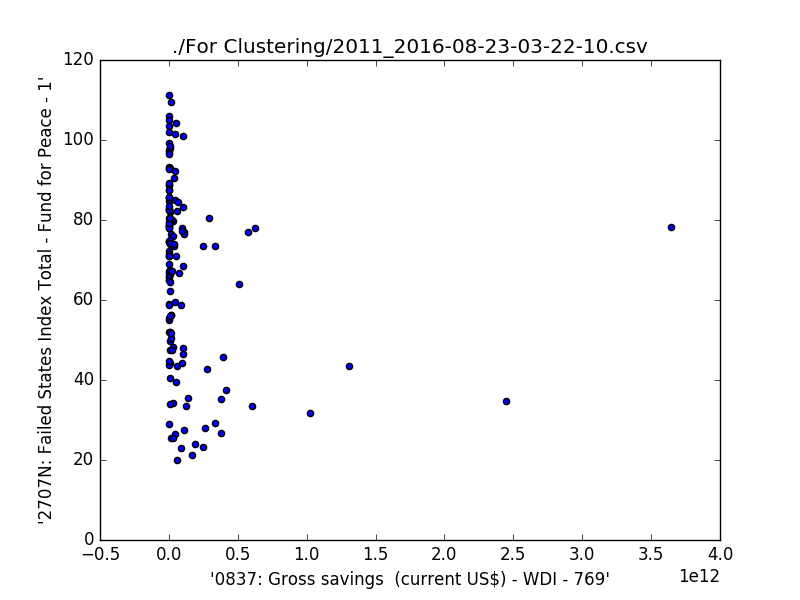 ./For Clustering/2011_2016-08-23-03-22-10.csv
120
100
80
60
40
20
0
'2707N: Failed States Index Total - Fund for Peace - 1'
−0.5 0.0 0.5 1.0 1.5 2.0 2.5 3.0 3.5 4.0
1e12
'0837: Gross savings  (current US$) - WDI - 769'